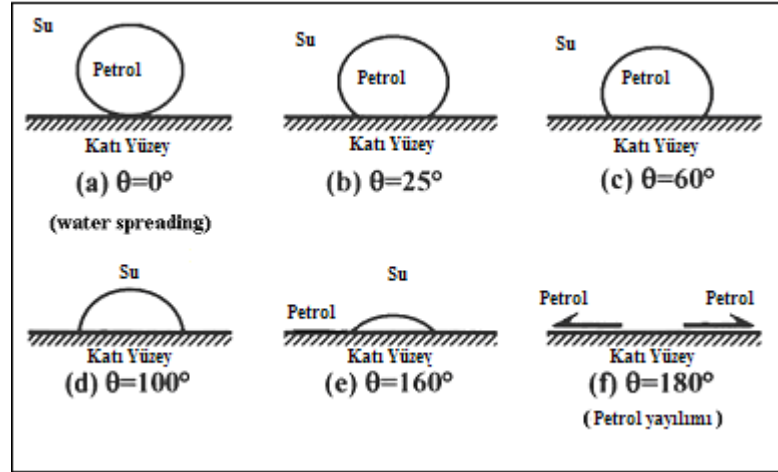 Su
Petrol
Katı Yüzey
(a) θ=0°
(water spreading)
Su
Petrol
Katı Yüzey
(b) θ=25°
Su
Petrol
Katı Yüzey
(c) θ=60°
Su
Katı Yüzey
(d) θ=100°
Su
Petrol
Katı Yüzey
(e) θ=160°
Petrol
Petrol
Katı Yüzey
(f) θ=180°
( Petrol yayılımı )